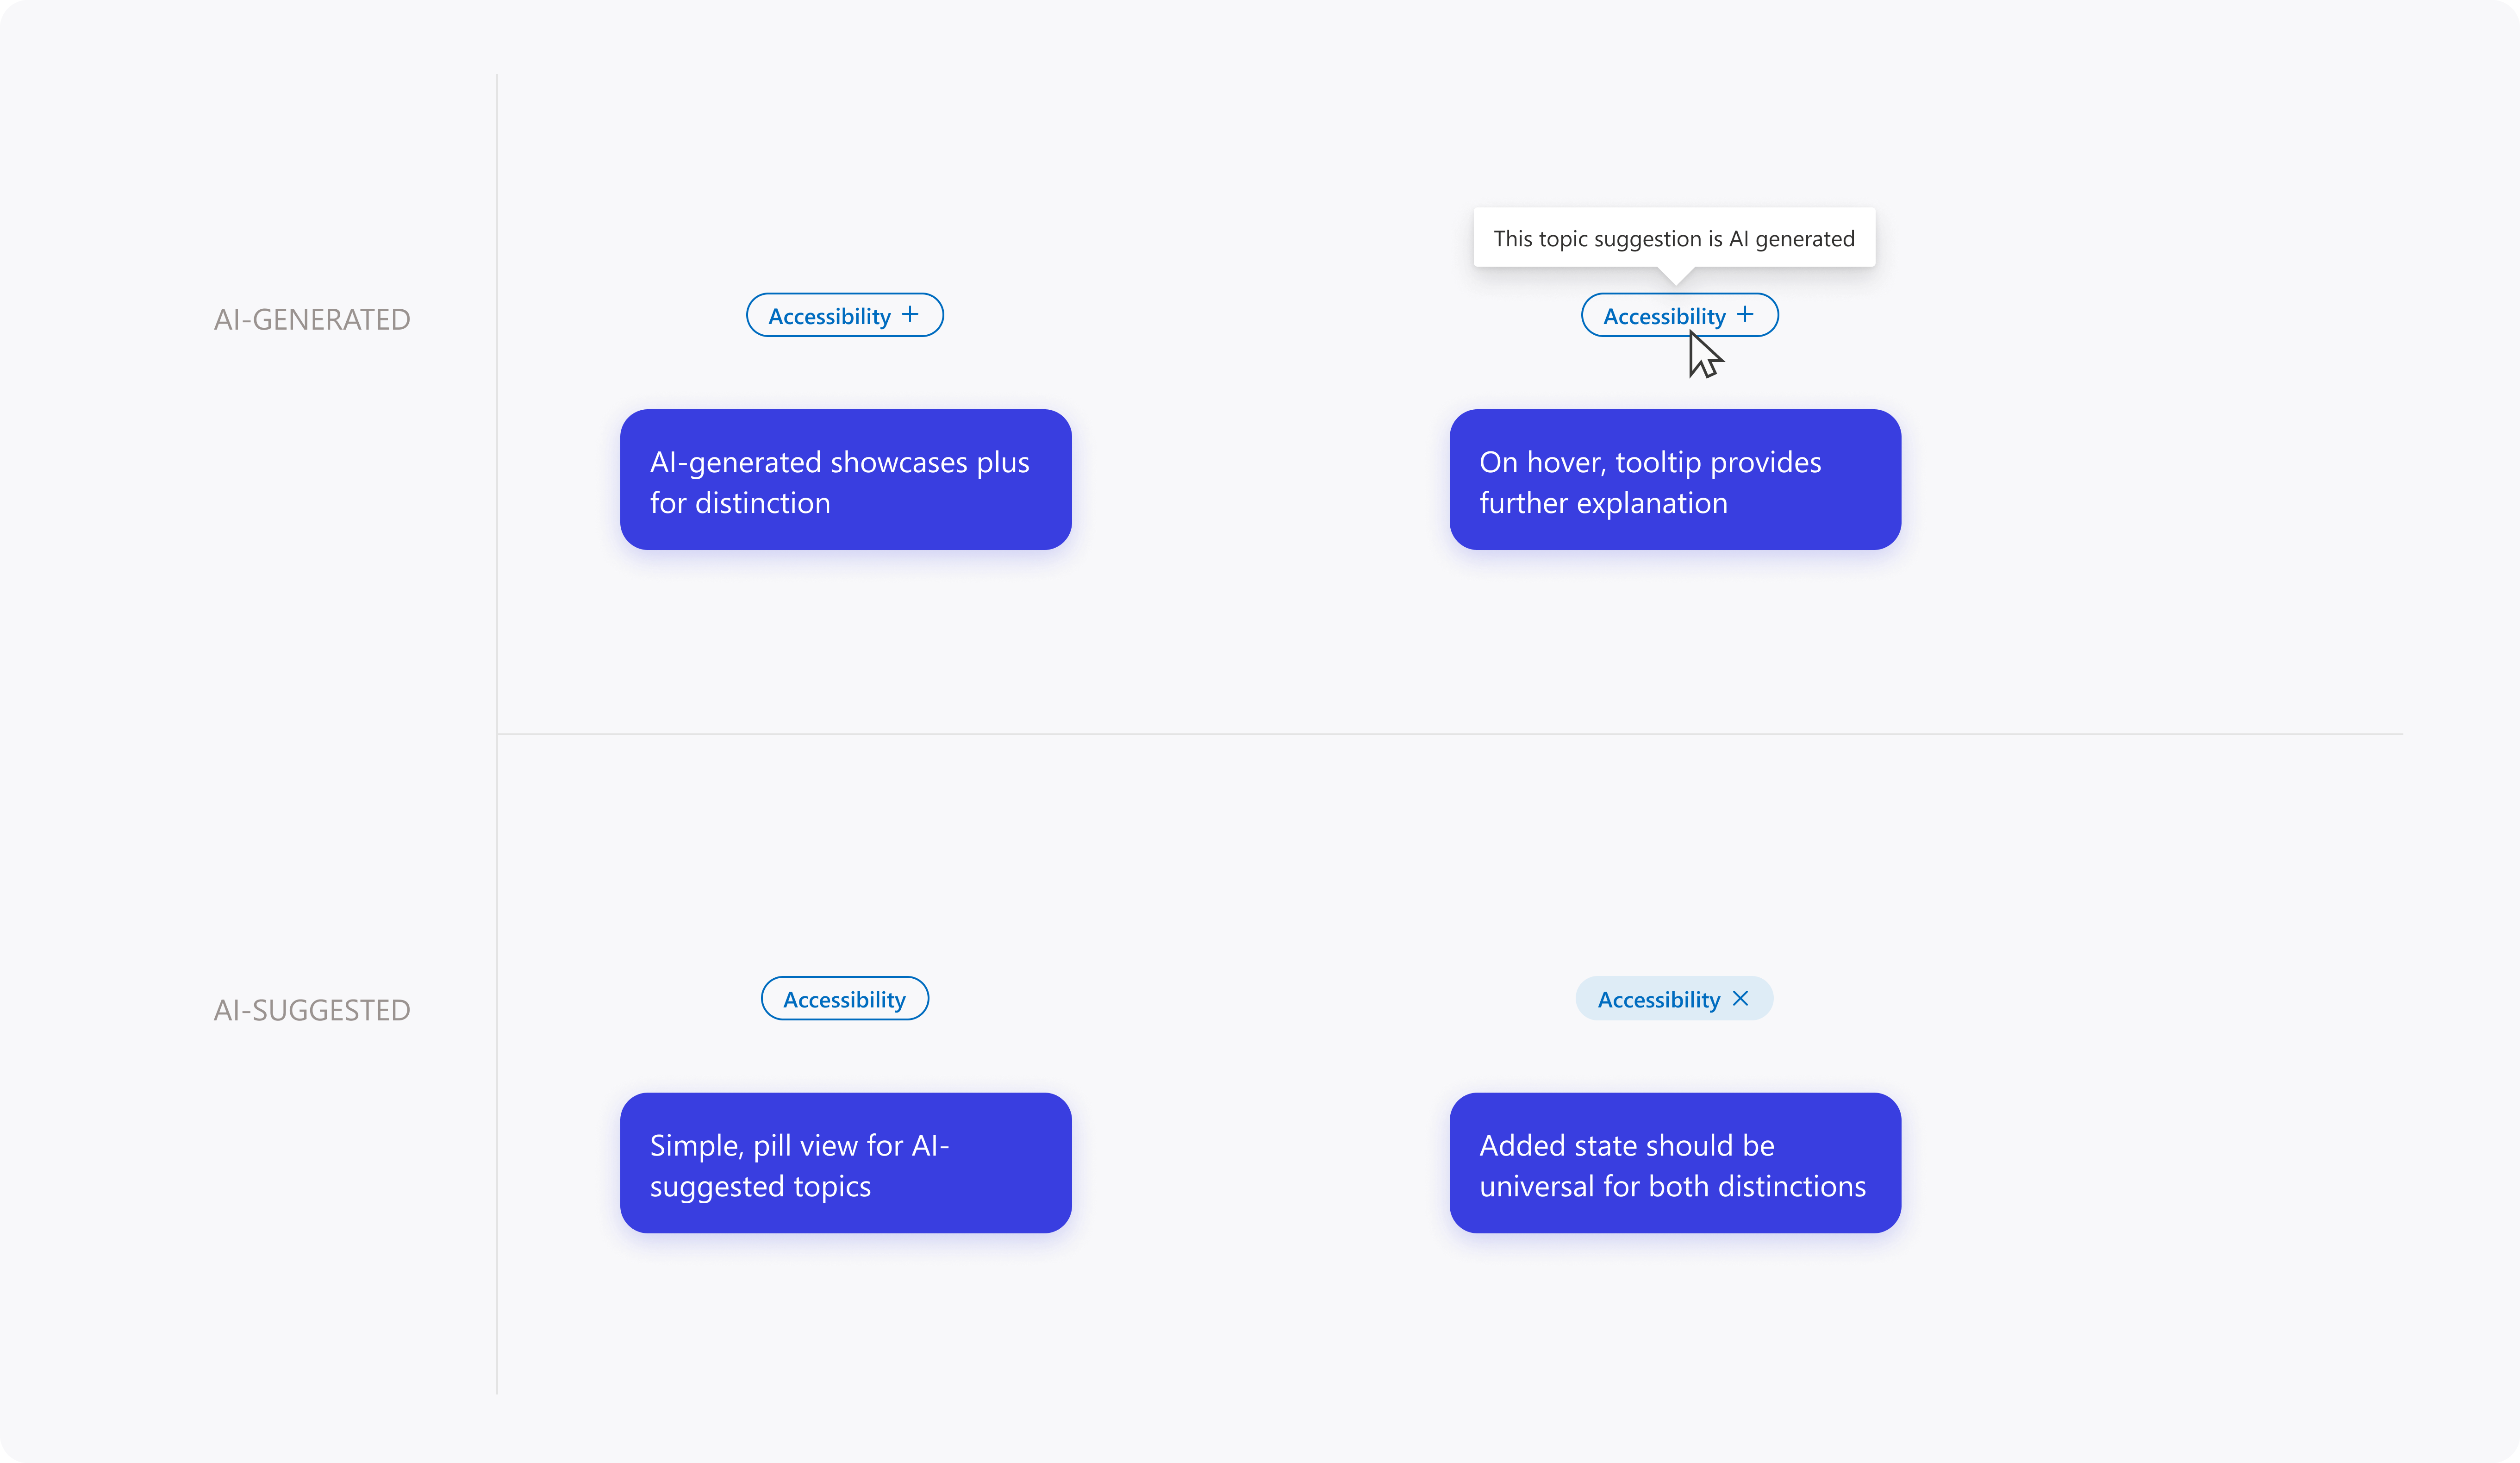 This topic suggestion is AI generated
AI-GENERATED
Accessibility +
Accessibility +
AI-generated showcases plus
for distinction
On hover, tooltip provides
further explanation
AI-SUGGESTED
Accessibility
Accessibility ×
Simple, pill view for AI-
suggested topics
Added state should be
universal for both distinctions